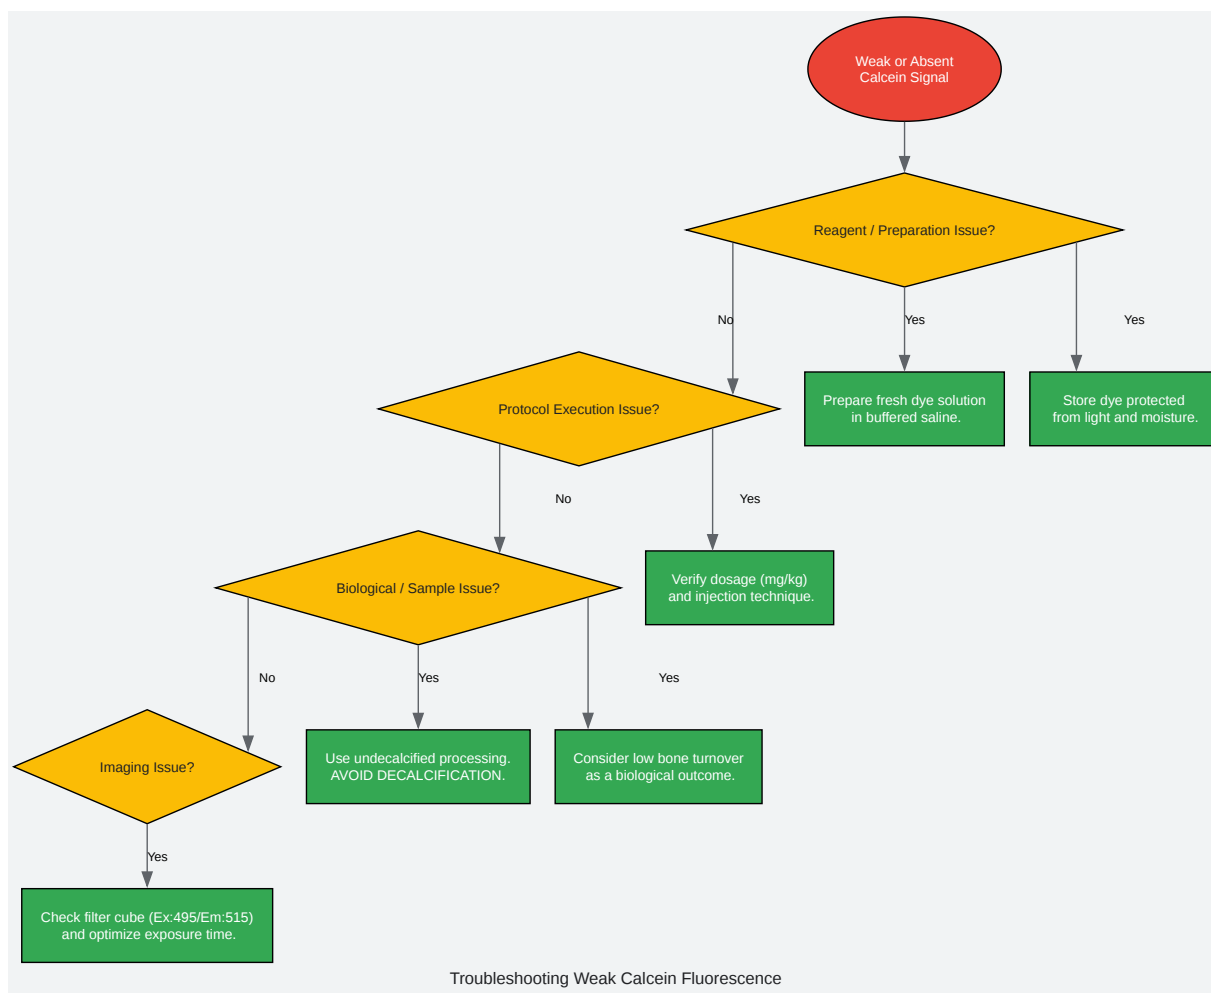 Weak or Absent
Calcein Signal
Reagent / Preparation Issue?
No
Yes
Yes
Protocol Execution Issue?
Prepare fresh dye solution
in buffered saline.
Store dye protected
from light and moisture.
No
Yes
Biological / Sample Issue?
Verify dosage (mg/kg)
and injection technique.
No
Yes
Yes
Imaging Issue?
Use undecalcified processing.
AVOID DECALCIFICATION.
Consider low bone turnover
as a biological outcome.
Yes
Check filter cube (Ex:495/Em:515)
and optimize exposure time.
Troubleshooting Weak Calcein Fluorescence